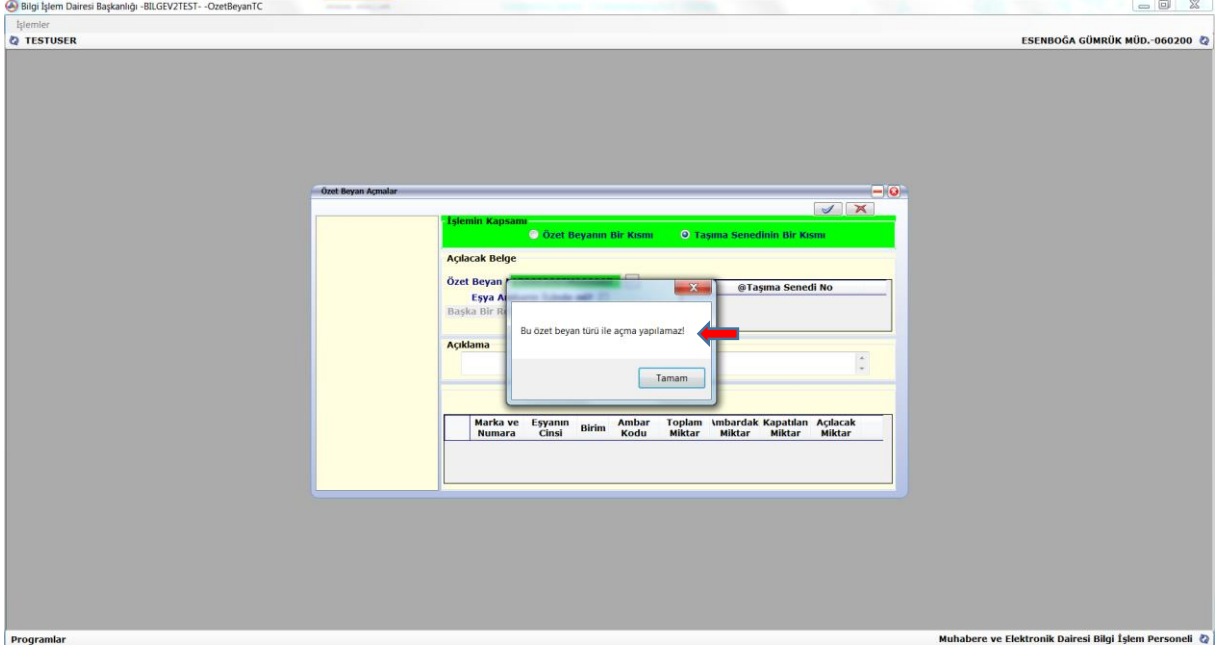 Bilgi İşlem Dairesi Başkanlığı -BILGEV2TEST- -OzetBeyanTC
İşlemler
TESTUSER ESENBOĞA GÜMRÜK MÜD.-060200
Özet Beyan Açmalar
İşlemin Kapsamı
Özet Beyanın Bir Kısmı Taşıma Senedinin Bir Kısmı
Açılacak Belge
Özet Beyan
@Taşıma Senedi No
Eşya
Başka Bir
Bu özet beyan türü ile açma yapılamaz!
Açıklama
Tamam
Marka ve Numara Eşyanın Cinsi Birim Ambar Kodu Toplam Miktar Ambardak Miktar Kapatılan Miktar Açılacak Miktar
Programlar Muhabere ve Elektronik Dairesi Bilgi İşlem Personeli